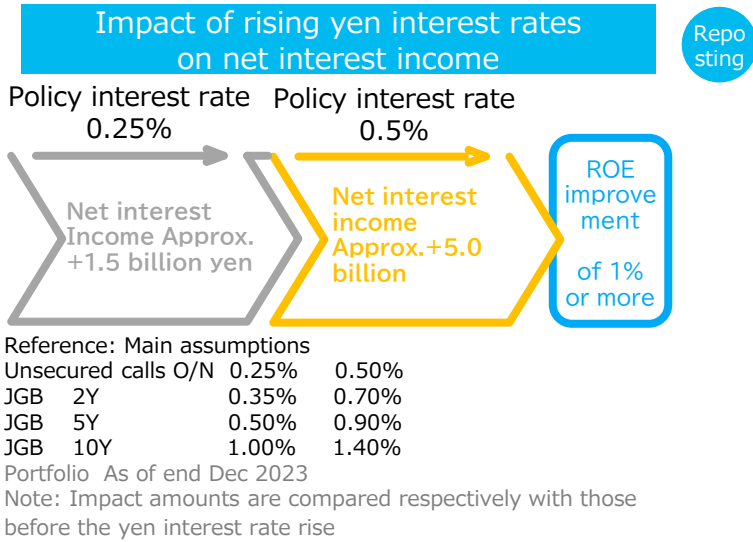 Impact of rising yen interest rates
on net interest income
Repo
sting
Policy interest rate
0.25%
Policy interest rate
0.5%
Net interest
Income Approx.
+1.5 billion yen
Net interest
income
Approx.+5.0
billion
ROE
improve
ment
of 1%
or more
Reference: Main assumptions
Unsecured calls O/N 0.25% 0.50%
JGB 2Y 0.35% 0.70%
JGB 5Y 0.50% 0.90%
JGB 10Y 1.00% 1.40%
Portfolio As of end Dec 2023
Note: Impact amounts are compared respectively with those
before the yen interest rate rise